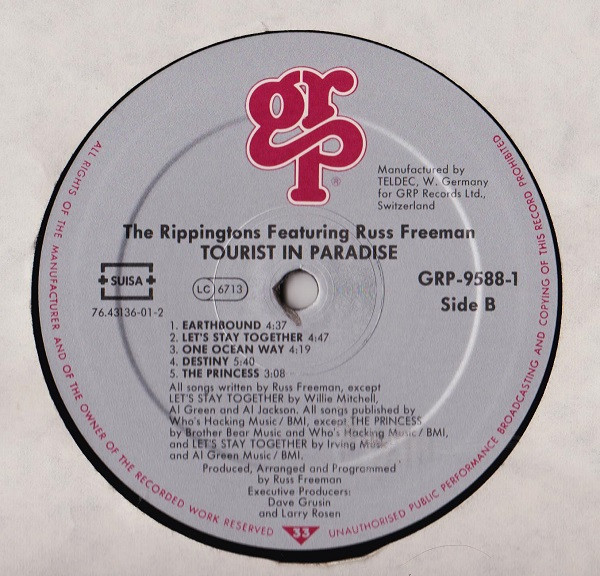 grp
®
Manufactured by
TELDEC, W. Germany
for GRP Records Ltd.,
Switzerland
The Rippingtons Featuring Russ Freeman
TOURIST IN PARADISE
SUISA
LC 6713
GRP-9588-1
Side B
76.43136-01-2
1. EARTHBOUND 4:37
2. LET'S STAY TOGETHER 4:47
3. ONE OCEAN WAY 4:19
4. DESTINY 5:40
5. THE PRINCESS 3:08
All songs written by Russ Freeman, except
LET'S STAY TOGETHER by Willie Mitchell,
Al Green and Al Jackson. All songs published by
Who's Hacking Music / BMI, except THE PRINCESS
by Brother Bear Music and Who's Hacking Music / BMI,
and LET'S STAY TOGETHER by Irving Music
and Al Green Music / BMI.
Produced, Arranged and Programmed
by Russ Freeman
Executive Producers:
Dave Grusin
and Larry Rosen
ALL RIGHTS OF THE MANUFACTURER AND OF THE OWNER OF THE RECORDED WORK RESERVED
33
UNAUTHORISED PUBLIC PERFORMANCE BROADCASTING AND COPYING OF THIS RECORD PROHIBITED